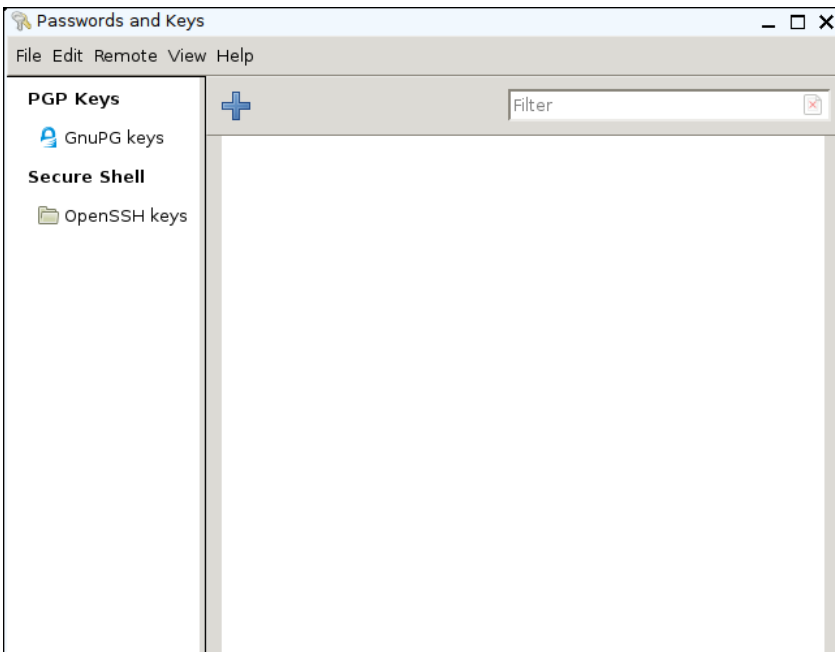 Passwords and Keys
File Edit Remote View Help
PGP Keys
Filter
GnuPG keys
Secure Shell
OpenSSH keys